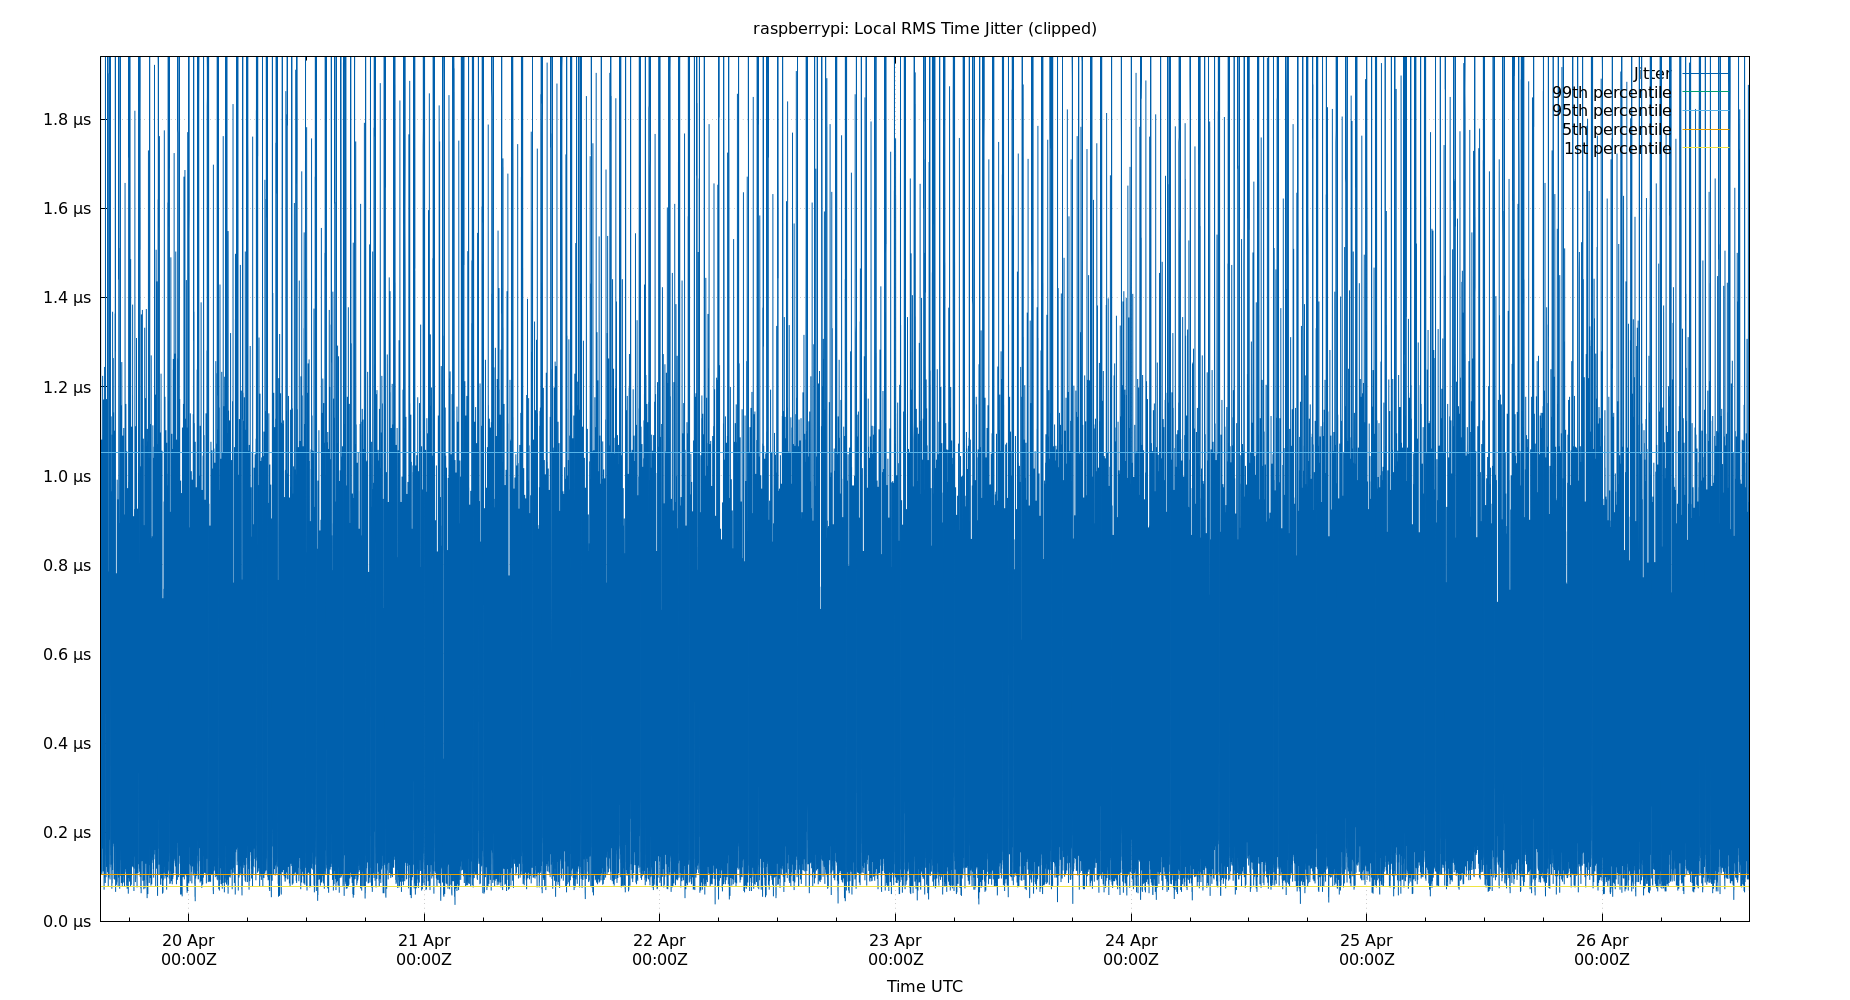 raspberrypi: Local RMS Time Jitter (clipped)
Jitter
99th percentile
95th percentile
5th percentile
1st percentile
1.8 µs
1.6 µs
1.4 µs
1.2 µs
1.0 µs
0.8 µs
0.6 µs
0.4 µs
0.2 µs
0.0 µs
20 Apr 21 Apr 22 Apr 23 Apr 24 Apr 25 Apr 26 Apr
00:00Z 00:00Z 00:00Z 00:00Z 00:00Z 00:00Z 00:00Z
Time UTC